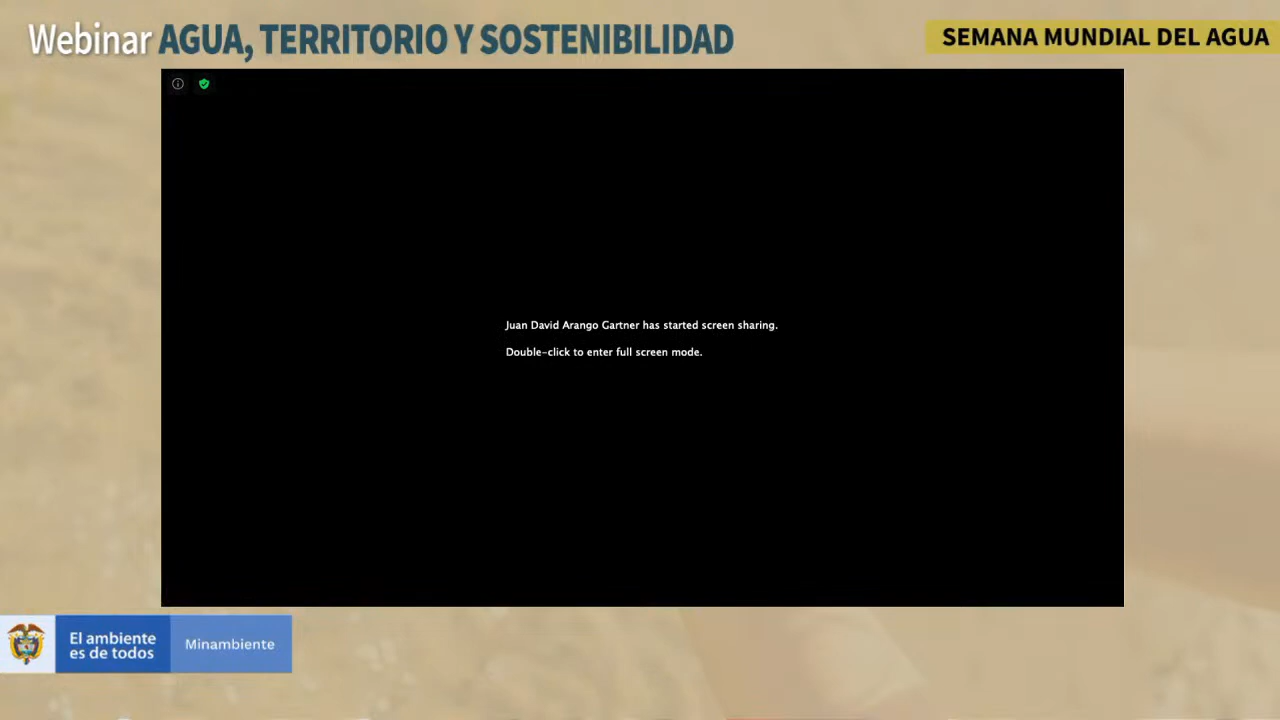 Webinar AGUA, TERRITORIO Y SOSTENIBILIDAD
SEMANA MUNDIAL DEL AGUA
Juan David Arango Gartner has started screen sharing.
Double-click to enter full screen mode.
El ambiente
es de todos
Minambiente